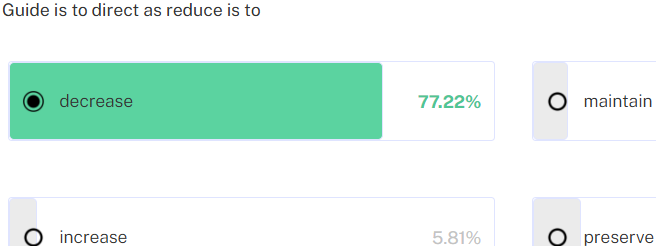 Guide is to direct as reduce is to
decrease 77.22% maintain
increase 5.81% preserve